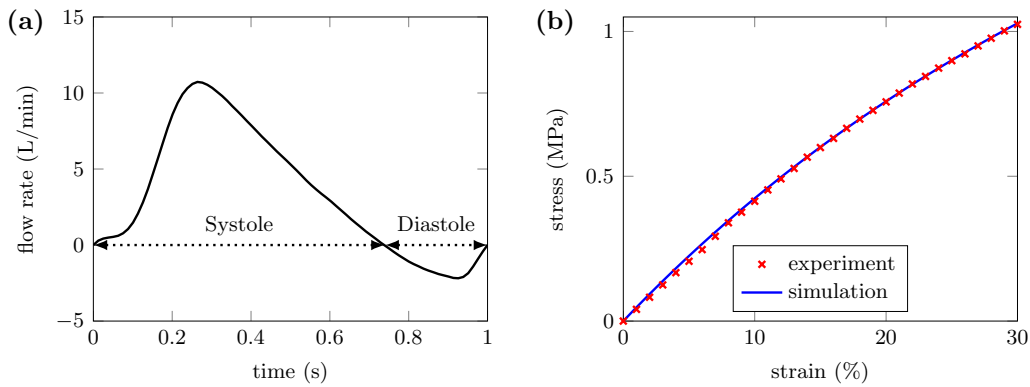 (a)
15
10
5
0
−5
flow rate (L/min)
Systole
Diastole
0
0.2
0.4
0.6
0.8
1
time (s)
(b)
1
0.5
0
stress (MPa)
experiment
simulation
0
10
20
30
strain (%)